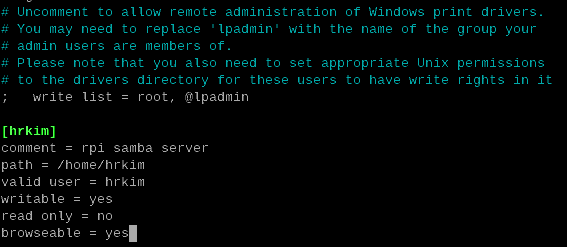 # Uncomment to allow remote administration of Windows print drivers.
# You may need to replace 'lpadmin' with the name of the group your
# admin users are members of.
# Please note that you also need to set appropriate Unix permissions
# to the drivers directory for these users to have write rights in it
;   write list = root, @lpadmin
[hrkim]
comment = rpi samba server
path = /home/hrkim
valid user = hrkim
writable = yes
read only = no
browseable = yes